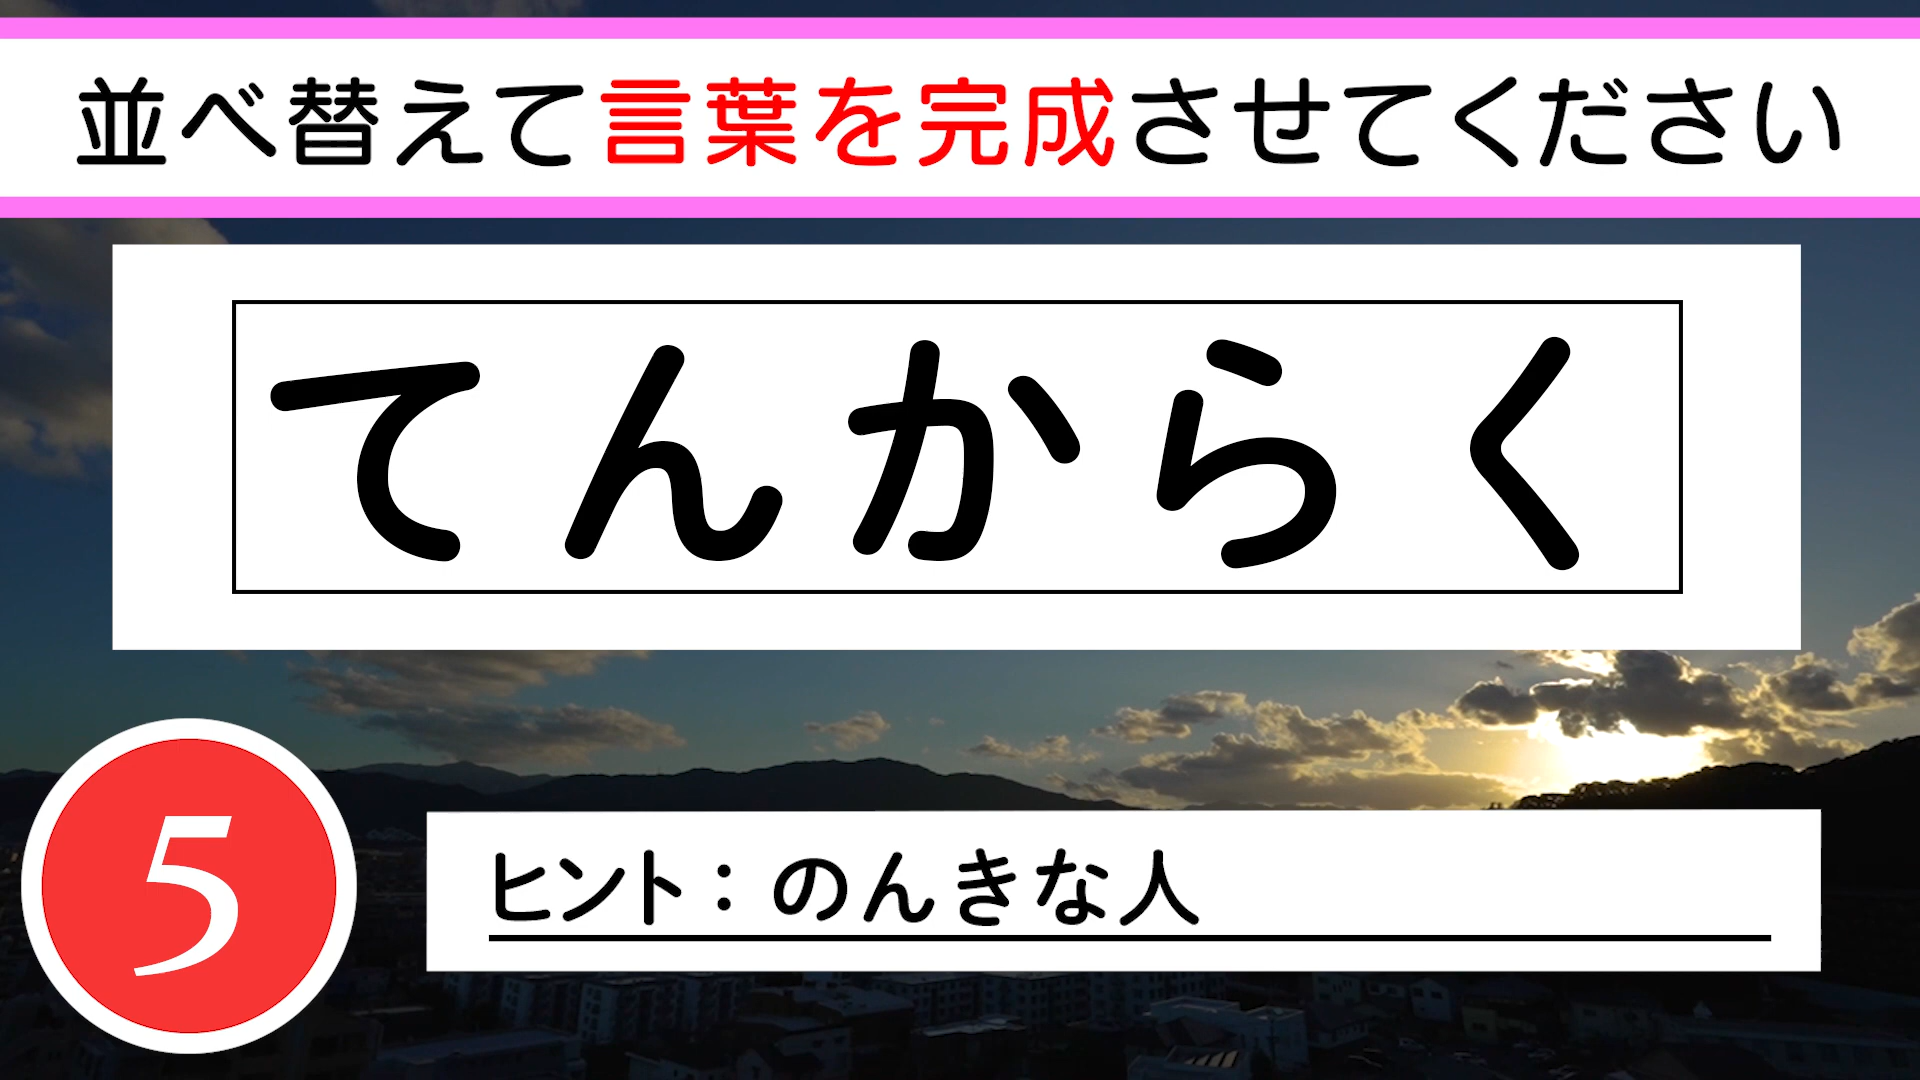 並べ替えて言葉を完成させてください
てんからく
5
ヒント：のんきな人